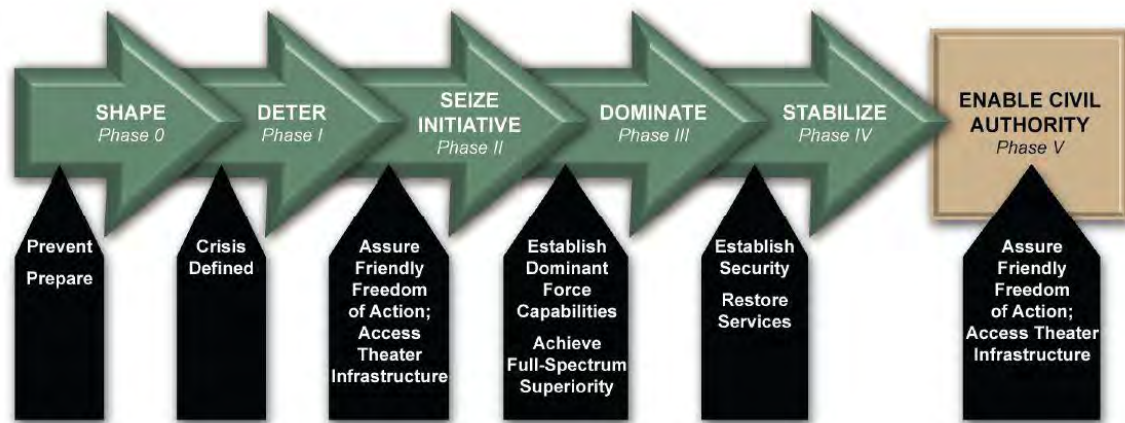 SHAPE
Phase 0
DETER
Phase I
SEIZE
INITIATIVE
Phase II
DOMINATE
Phase III
STABILIZE
Phase IV
ENABLE CIVIL
AUTHORITY
Phase V
Prevent
Prepare
Crisis
Defined
Assure
Friendly
Freedom
of Action;
Access
Theater
Infrastructure
Establish
Dominant
Force
Capabilities
Achieve
Full-Spectrum
Superiority
Establish
Security
Restore
Services
Assure
Friendly
Freedom
of Action;
Access Theater
Infrastructure